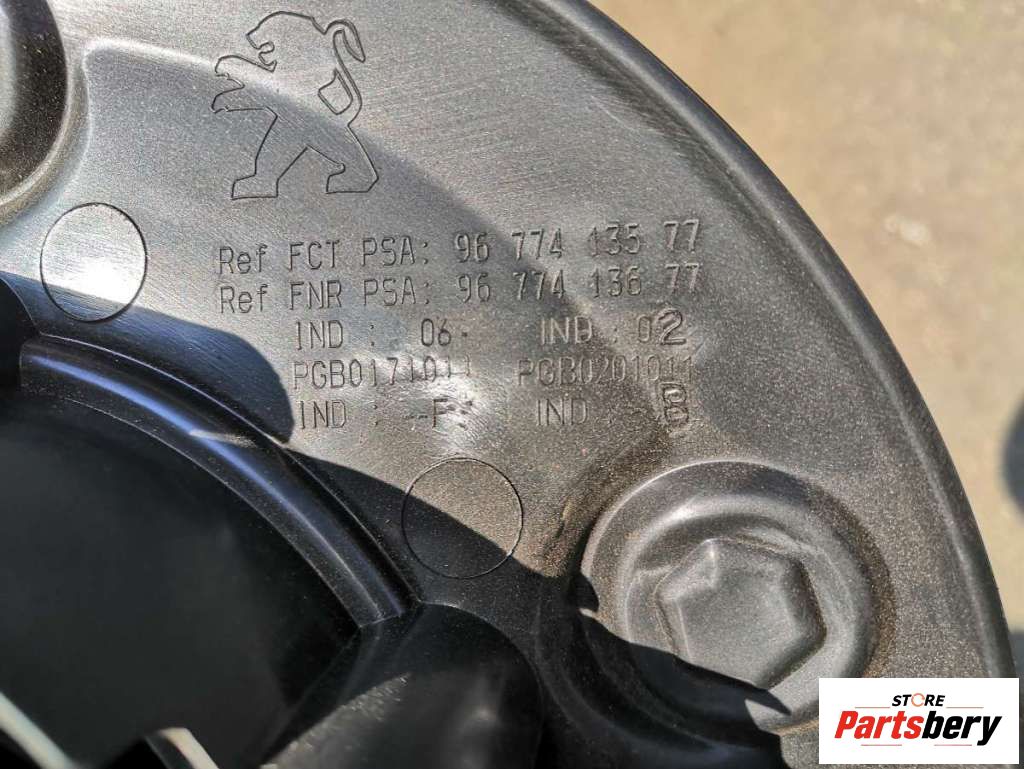 Ref FCT PSA: 96 774 135 77
Ref FNR PSA: 96 774 136 77
IND : 06 IND : 02
PGB0171011 PGB0201011
IND : -F- IND : B
STORE
Partsbery